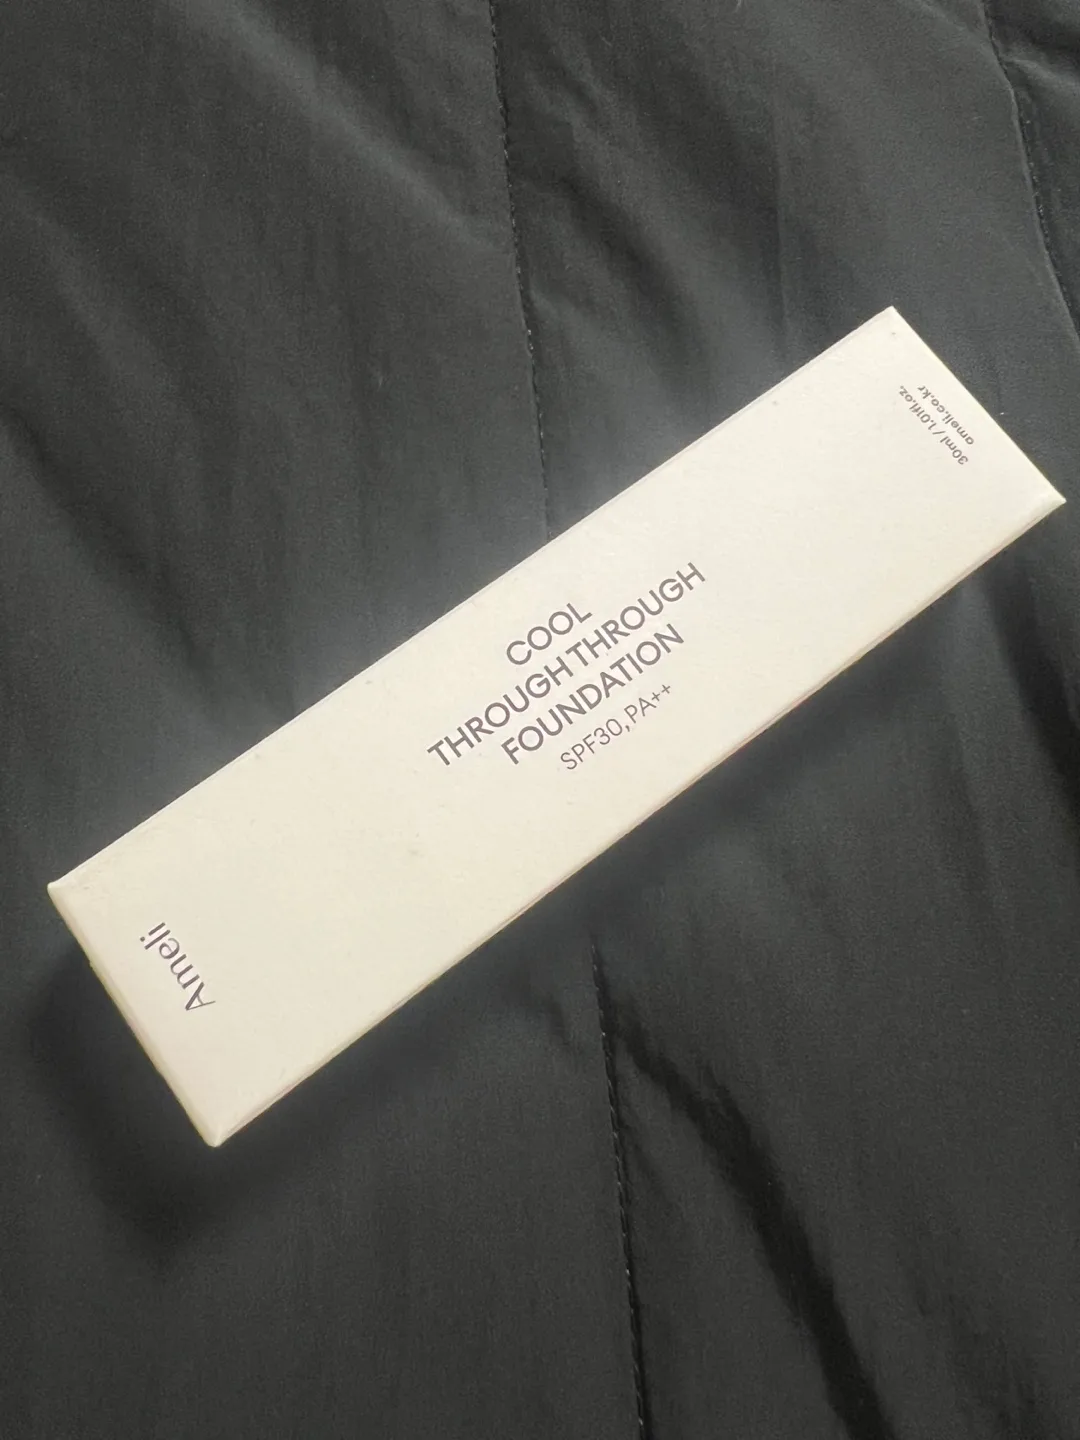 Ameli
COOL
THROUGH THROUGH
FOUNDATION
SPF30, PA++
30ml / 1.01fl.oz.
ameli.co.kr